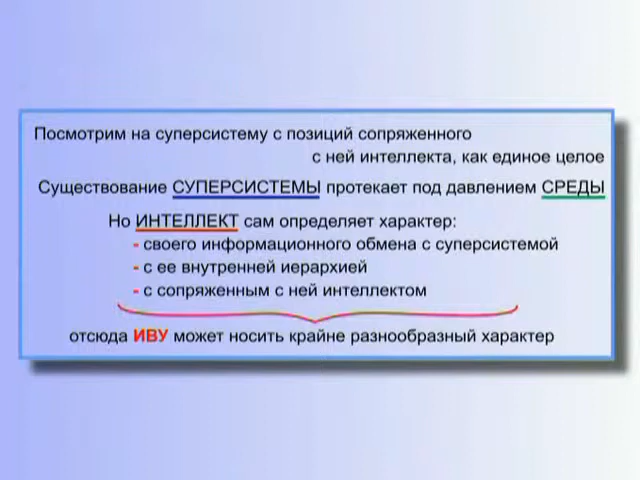 Посмотрим на суперсистему с позиций сопряженного
с ней интеллекта, как единое целое
Существование СУПЕРСИСТЕМЫ протекает под давлением СРЕДЫ
Но ИНТЕЛЛЕКТ сам определяет характер:
- своего информационного обмена с суперсистемой
- с ее внутренней иерархией
- с сопряженным с ней интеллектом
отсюда ИВУ может носить крайне разнообразный характер